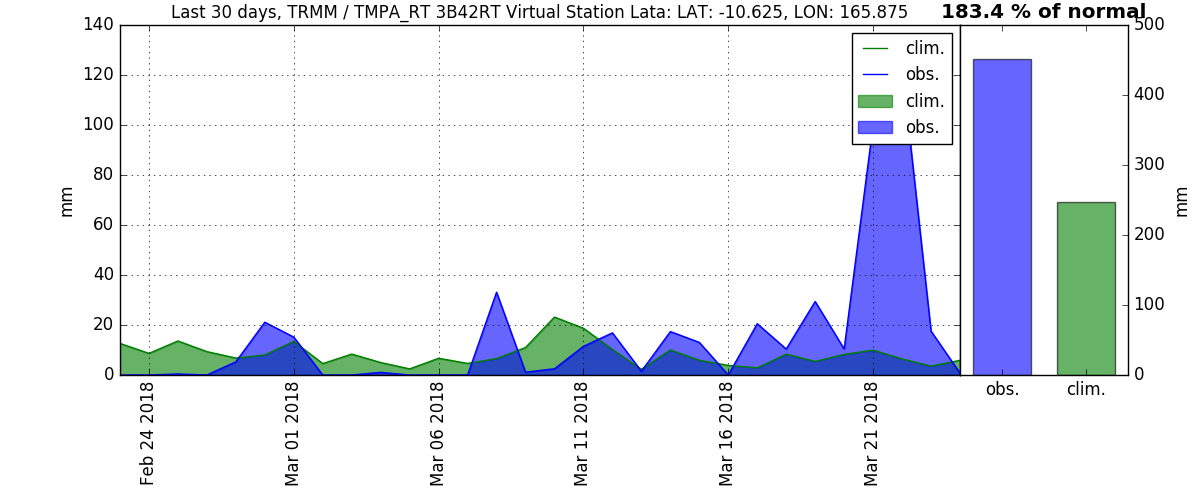 Last 30 days, TRMM / TMPA_RT 3B42RT Virtual Station Lata: LAT: -10.625, LON: 165.875
183.4 % of normal
140
120
100
80
60
40
20
0
mm
clim.
obs.
clim.
obs.
Feb 24 2018
Mar 01 2018
Mar 06 2018
Mar 11 2018
Mar 16 2018
Mar 21 2018
500
400
300
200
100
0
mm
obs.
clim.